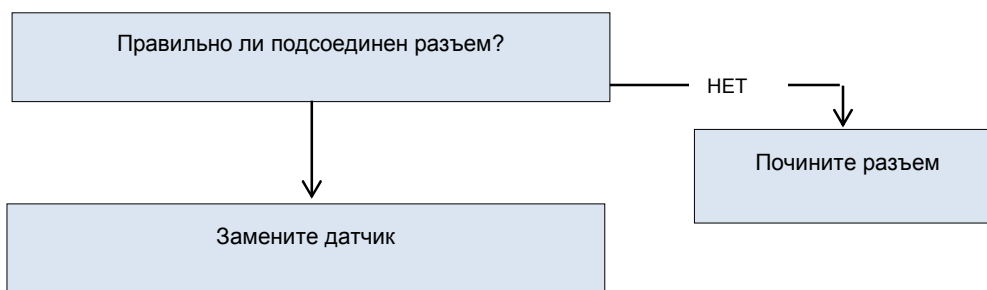 Правильно ли подсоединен разъем?
НЕТ
Почините разъем
Замените датчик